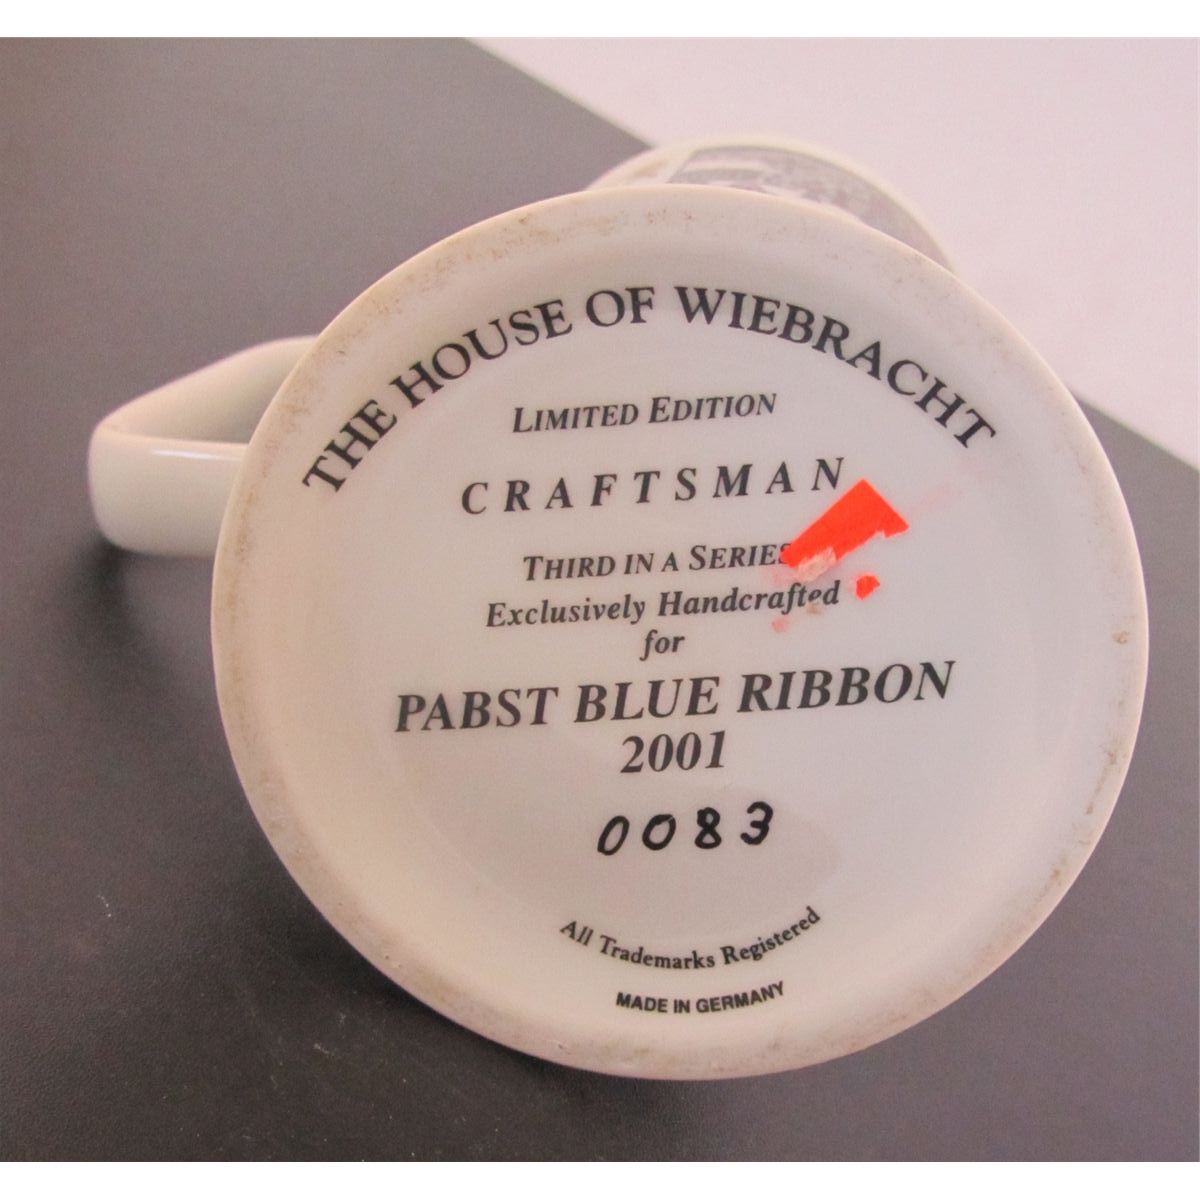 THE HOUSE OF WIEBRACHT
LIMITED EDITION
CRAFTSMAN
THIRD IN A SERIES
Exclusively Handcrafted
for
PABST BLUE RIBBON
2001
0083
All Trademarks Registered
MADE IN GERMANY